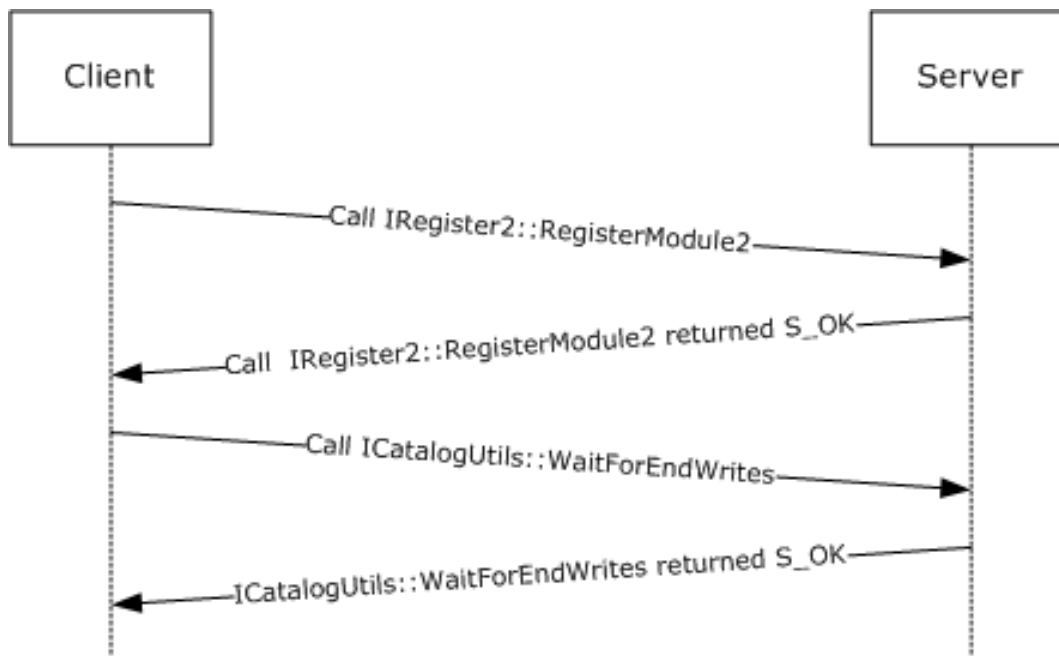 Client
Server
Call IRegister2::RegisterModule2
Call  IRegister2::RegisterModule2 returned S_OK
Call ICatalogUtils::WaitForEndWrites
ICatalogUtils::WaitForEndWrites returned S_OK